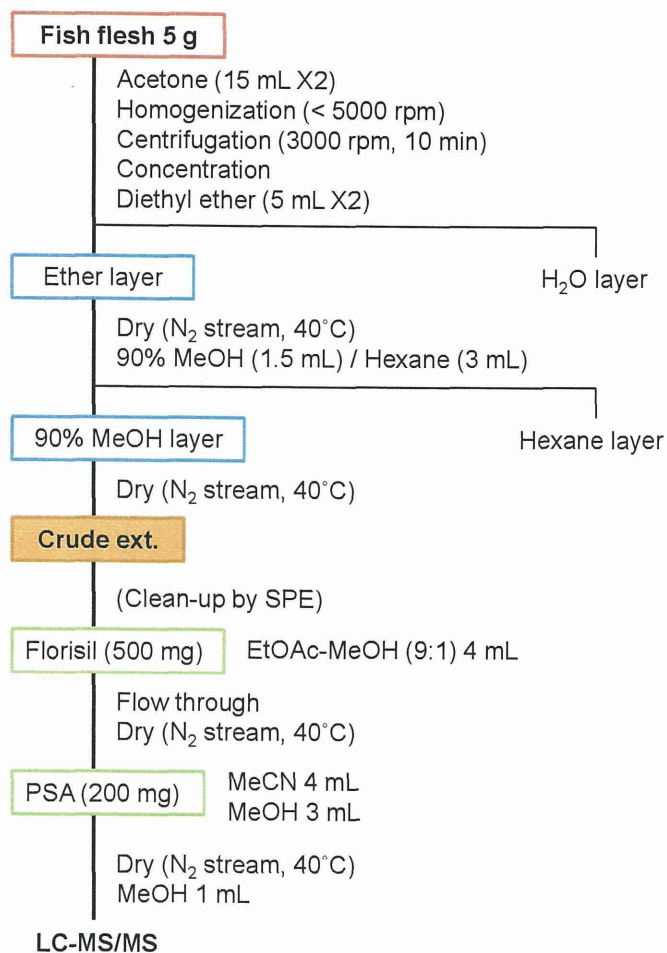 Fish flesh 5 g
Acetone (15 mL X2)
Homogenization (< 5000 rpm)
Centrifugation (3000 rpm, 10 min)
Concentration
Diethyl ether (5 mL X2)
Ether layer
H₂O layer
Dry (N₂ stream, 40°C)
90% MeOH (1.5 mL) / Hexane (3 mL)
90% MeOH layer
Hexane layer
Dry (N₂ stream, 40°C)
Crude ext.
(Clean-up by SPE)
Florisil (500 mg)
EtOAc-MeOH (9:1) 4 mL
Flow through
Dry (N₂ stream, 40°C)
PSA (200 mg)
MeCN 4 mL
MeOH 3 mL
Dry (N₂ stream, 40°C)
MeOH 1 mL
LC-MS/MS